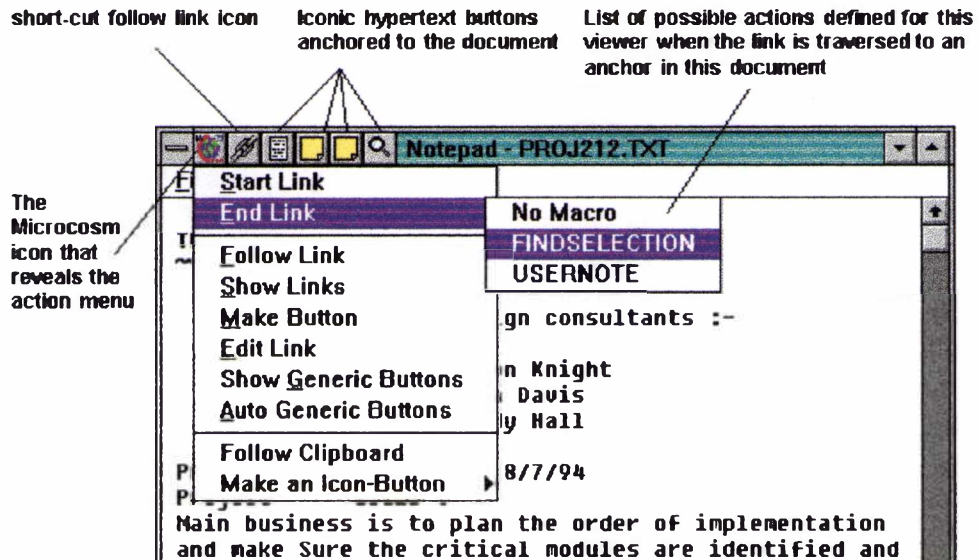 short-cut follow link icon
Iconic hypertext buttons
anchored to the document
List of possible actions defined for this
viewer when the link is traversed to an
anchor in this document
The
Microcosm
icon that
reveals the
action menu
Notepad - PROJ212.TXT
Start Link
End Link
Follow Link
Show Links
Make Button
Edit Link
Show Generic Buttons
Auto Generic Buttons
Follow Clipboard
Make an Icon-Button
No Macro
FINDSELECTION
USERNOTE
gn consultants :-
n Knight
Davis
y Hall
8/7/94
Main business is to plan the order of implementation
and make Sure the critical modules are identified and